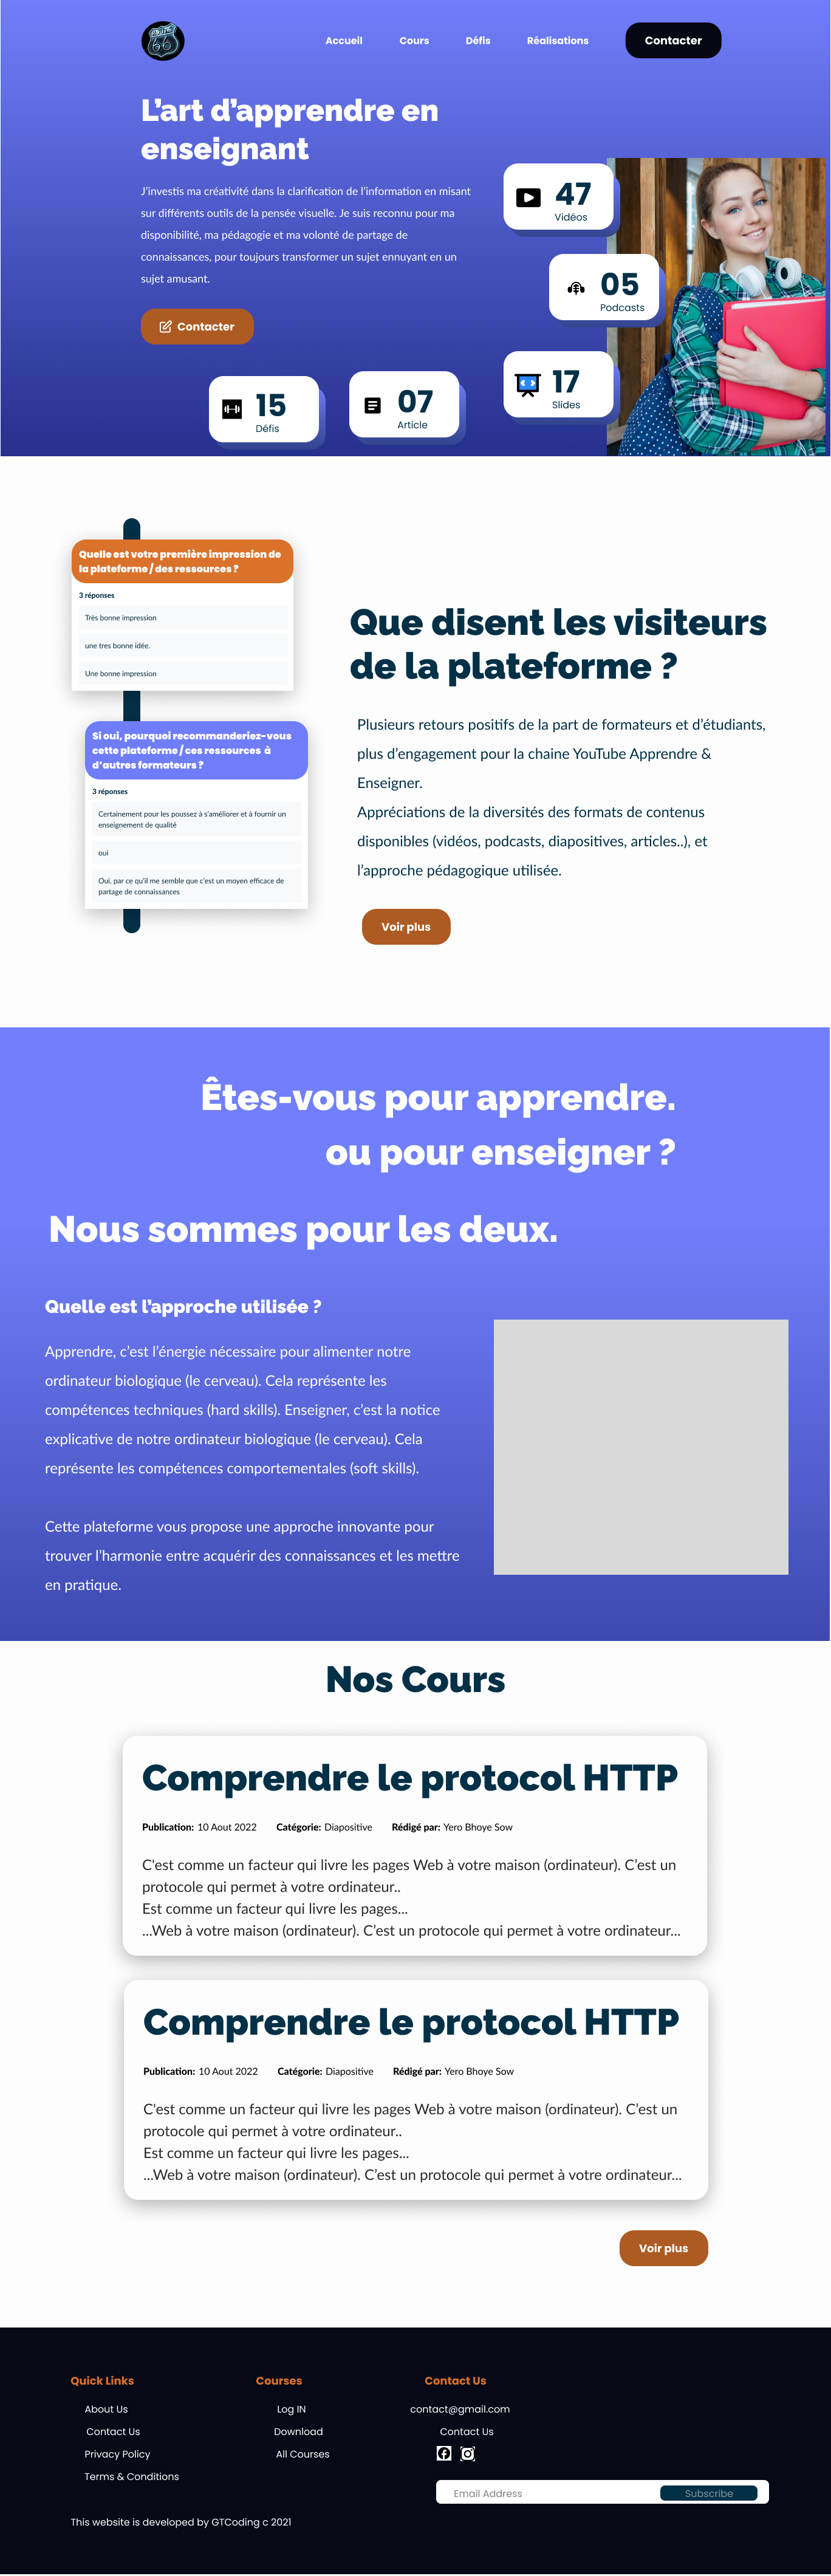 ROUTE
66
Accueil
Cours
Défis
Réalisations
Contacter
L’art d’apprendre en
enseignant
J’investis ma créativité dans la clarification de l’information en misant
sur différents outils de la pensée visuelle. Je suis reconnu pour ma
disponibilité, ma pédagogie et ma volonté de partage de
connaissances, pour toujours transformer un sujet ennuyant en un
sujet amusant.
Contacter
47
Vidéos
05
Podcasts
17
Slides
15
Défis
07
Article
Quelle est votre première impression de
la plateforme / des ressources ?
3 réponses
Très bonne impression
une tres bonne idée.
Une bonne impression
Si oui, pourquoi recommanderiez-vous
cette plateforme / ces ressources à
d’autres formateurs ?
3 réponses
Certainement pour les poussez à s’améliorer et à fournir un
enseignement de qualité
oui
Oui, par ce qu’il me semble que c’est un moyen efficace de
partage de connaissances
Que disent les visiteurs
de la plateforme ?
Plusieurs retours positifs de la part de formateurs et d’étudiants,
plus d’engagement pour la chaine YouTube Apprendre &
Enseigner.
Appréciations de la diversités des formats de contenus
disponibles (vidéos, podcasts, diapositives, articles..), et
l’approche pédagogique utilisée.
Voir plus
Êtes-vous pour apprendre.
ou pour enseigner ?
Nous sommes pour les deux.
Quelle est l’approche utilisée ?
Apprendre, c’est l’énergie nécessaire pour alimenter notre
ordinateur biologique (le cerveau). Cela représente les
compétences techniques (hard skills). Enseigner, c’est la notice
explicative de notre ordinateur biologique (le cerveau). Cela
représente les compétences comportementales (soft skills).
Cette plateforme vous propose une approche innovante pour
trouver l’harmonie entre acquérir des connaissances et les mettre
en pratique.
Nos Cours
Comprendre le protocol HTTP
Publication: 10 Aout 2022 Catégorie: Diapositive Rédigé par: Yero Bhoye Sow
C’est comme un facteur qui livre les pages Web à votre maison (ordinateur). C’est un
protocole qui permet à votre ordinateur..
Est comme un facteur qui livre les pages...
...Web à votre maison (ordinateur). C’est un protocole qui permet à votre ordinateur...
Comprendre le protocol HTTP
Publication: 10 Aout 2022 Catégorie: Diapositive Rédigé par: Yero Bhoye Sow
C’est comme un facteur qui livre les pages Web à votre maison (ordinateur). C’est un
protocole qui permet à votre ordinateur..
Est comme un facteur qui livre les pages...
...Web à votre maison (ordinateur). C’est un protocole qui permet à votre ordinateur...
Voir plus
Quick Links
About Us
Contact Us
Privacy Policy
Terms & Conditions
Courses
Log IN
Download
All Courses
Contact Us
contact@gmail.com
Contact Us
Email Address
Subscribe
This website is developed by GTCoding c 2021